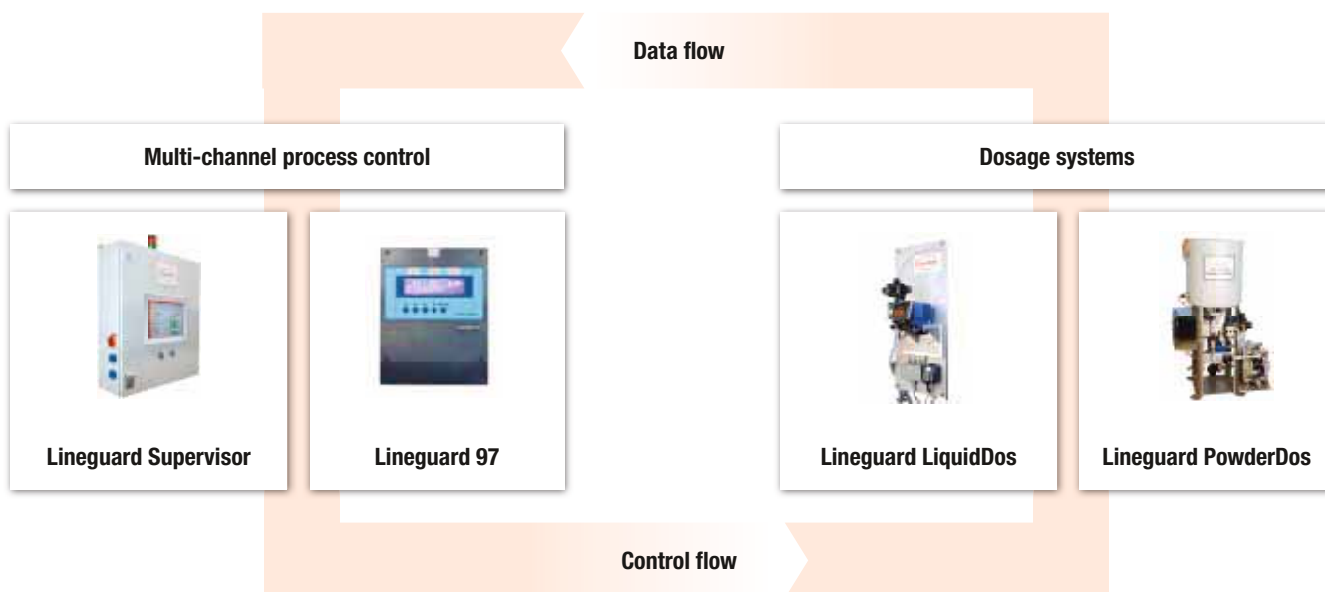 Data flow
Multi-channel process control
Dosage systems
Lineguard Supervisor
Lineguard 97
Lineguard LiquidDos
Lineguard PowderDos
Control flow